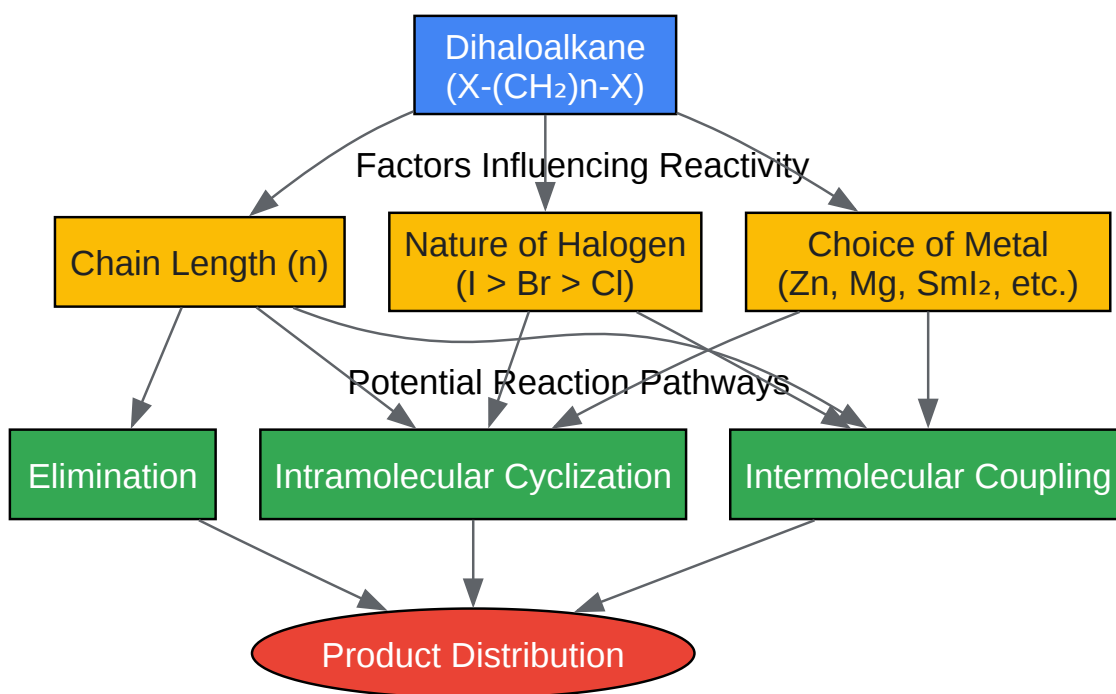 Dihaloalkane
(X-(CH₂)n-X)
Factors Influencing Reactivity
Chain Length (n)
Nature of Halogen
(I > Br > Cl)
Choice of Metal
(Zn, Mg, SmI₂, etc.)
Potential Reaction Pathways
Elimination
Intramolecular Cyclization
Intermolecular Coupling
Product Distribution